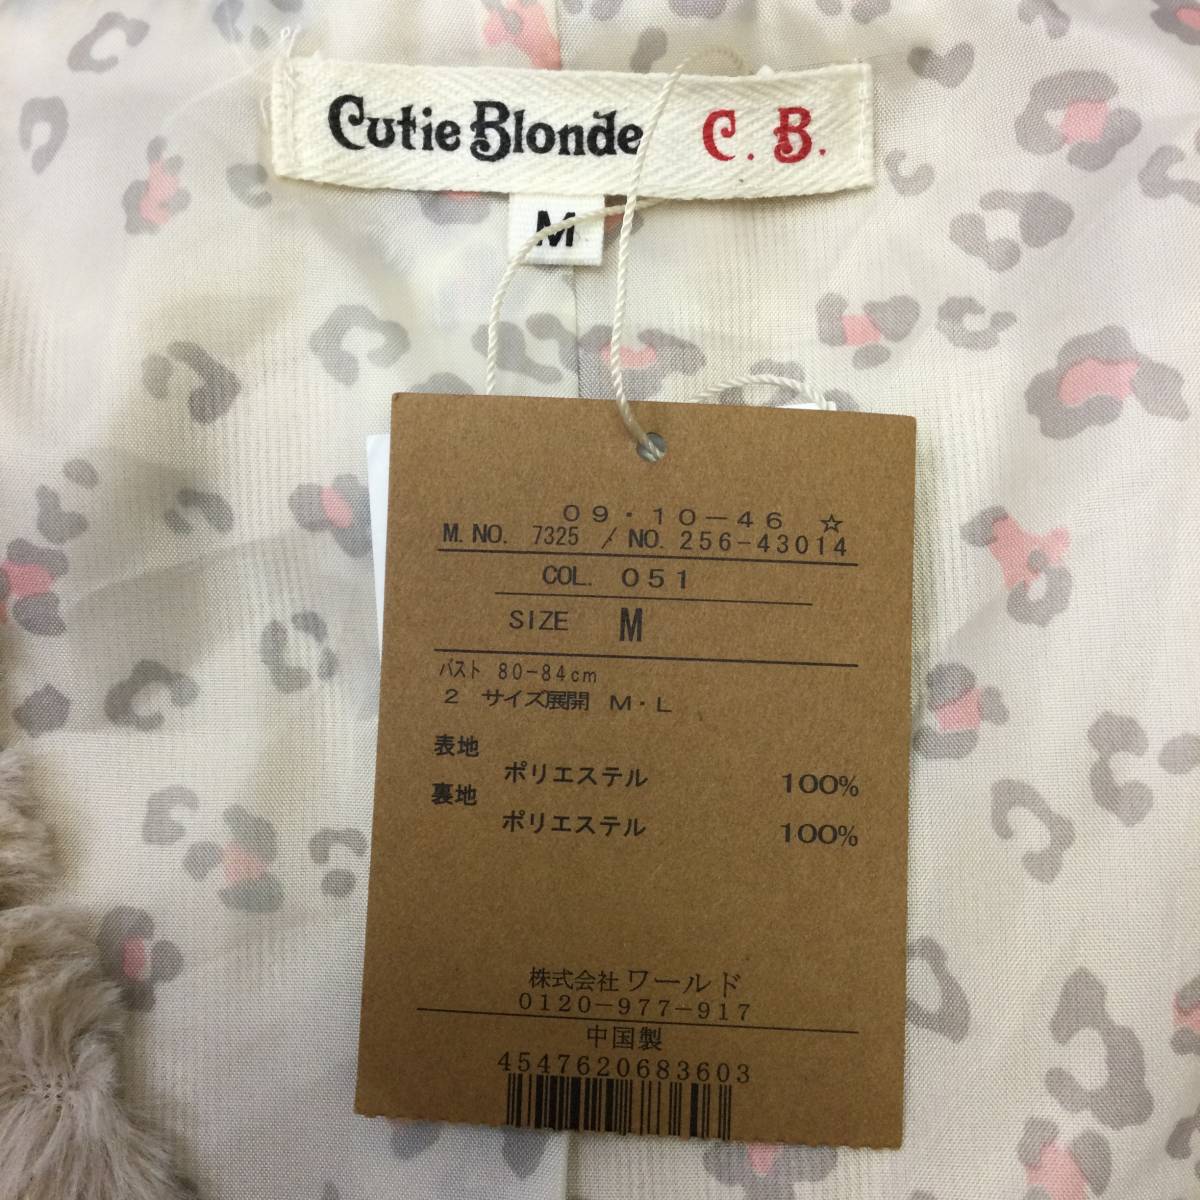 Cutie Blonde C. B.
M
09・10-46 ☆
M. NO. 7325 / NO. 256-43014
COL. 051
SIZE M
バスト 80-84cm
2 サイズ展開 M・L
表地
ポリエステル 100%
裏地
ポリエステル 100%
株式会社ワールド
0120-977-917
中国製
4547620683603